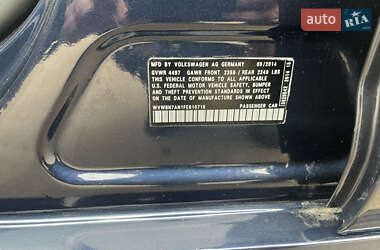 auto RIA
MFD BY VOLKSWAGEN AG GERMANY 09/2014
GVWR 4497 GAWR FRONT 2359 / REAR 2249 LBS
THIS VEHICLE CONFORMS TO ALL APPLICABLE
U.S. FEDERAL MOTOR VEHICLE SAFETY, BUMPER
AND THEFT PREVENTION STANDARDS IN
EFFECT ON THE DATE OF MANUFACTURE
SHOWN ABOVE
PASSENGER CAR